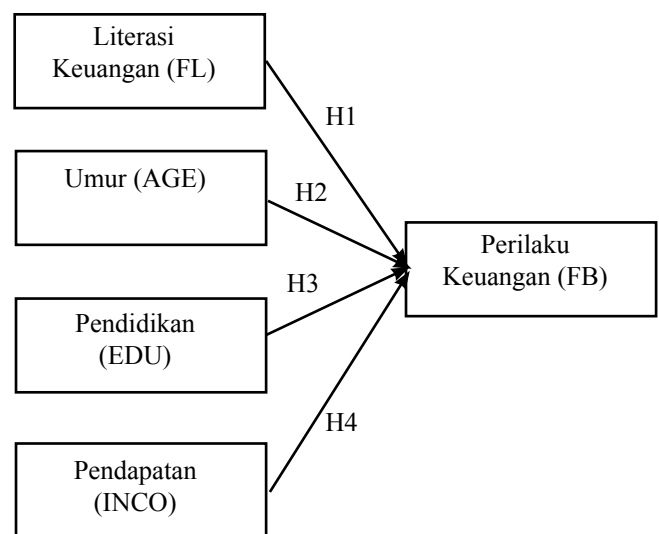 Literasi
Keuangan (FL)
H1
Umur (AGE)
H2
Perilaku
Keuangan (FB)
H3
Pendidikan
(EDU)
H4
Pendapatan
(INCO)